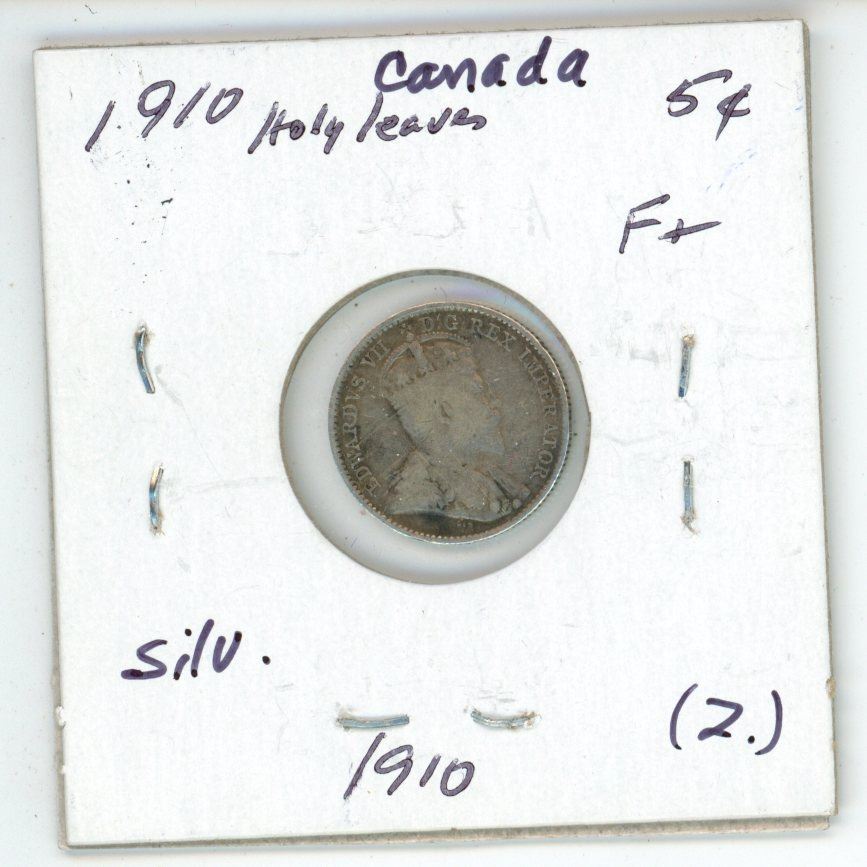 Canada
1910 Holy leaves 5¢
F+
EDWARDVS VII D.G. REX IMPERATOR
silv.
(2.)
1910